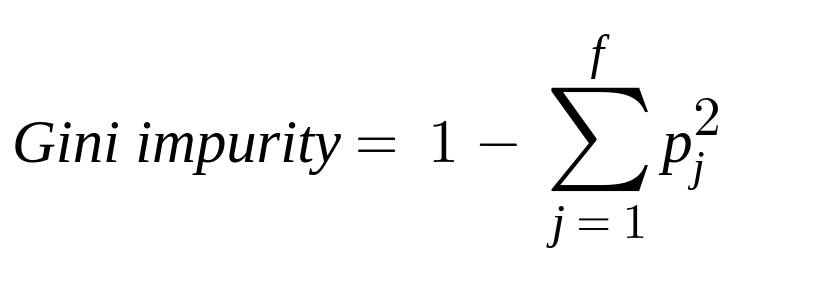 Gini impurity = 1 − ∑_{j = 1}^{f} p_j^2